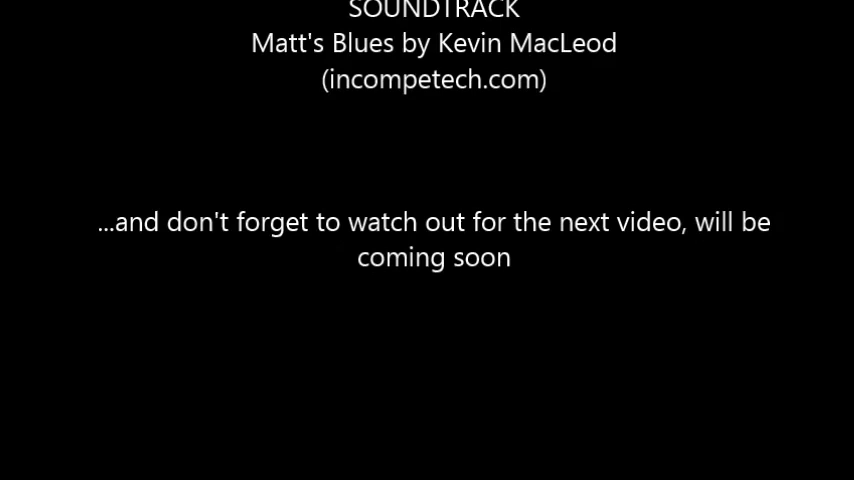 SOUNDTRACK
Matt's Blues by Kevin MacLeod
(incompetech.com)
...and don't forget to watch out for the next video, will be
coming soon